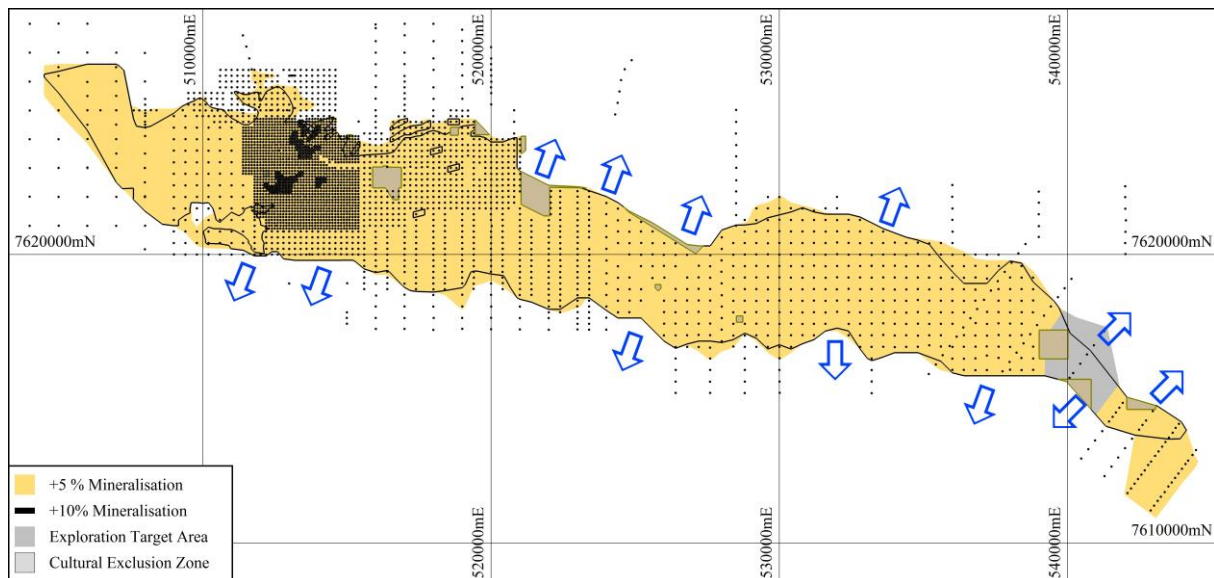 510000mE
520000mE
530000mE
540000mE
7620000mN
7620000mN
+5 % Mineralisation
+10% Mineralisation
Exploration Target Area
Cultural Exclusion Zone
520000mE
530000mE
540000mE
7610000mN